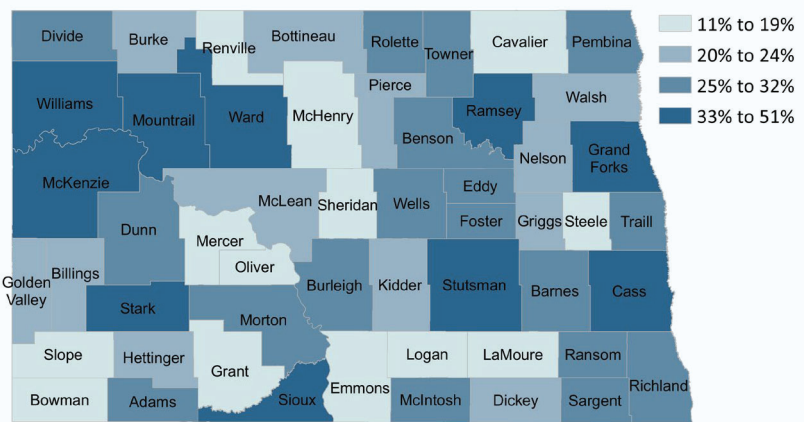 Divide
Burke
Renville
Bottineau
Rolette
Towner
Cavalier
Pembina
11% to 19%
20% to 24%
25% to 32%
33% to 51%
Williams
Mountrail
Ward
McHenry
Pierce
Benson
Ramsey
Walsh
Nelson
Grand
Forks
McKenzie
Dunn
McLean
Sheridan
Wells
Eddy
Foster
Griggs
Steele
Traill
Mercer
Oliver
Golden
Valley
Billings
Stark
Morton
Burleigh
Kidder
Stutsman
Barnes
Cass
Slope
Hettinger
Grant
Emmons
Logan
LaMoure
Ransom
Richland
Bowman
Adams
Sioux
McIntosh
Dickey
Sargent